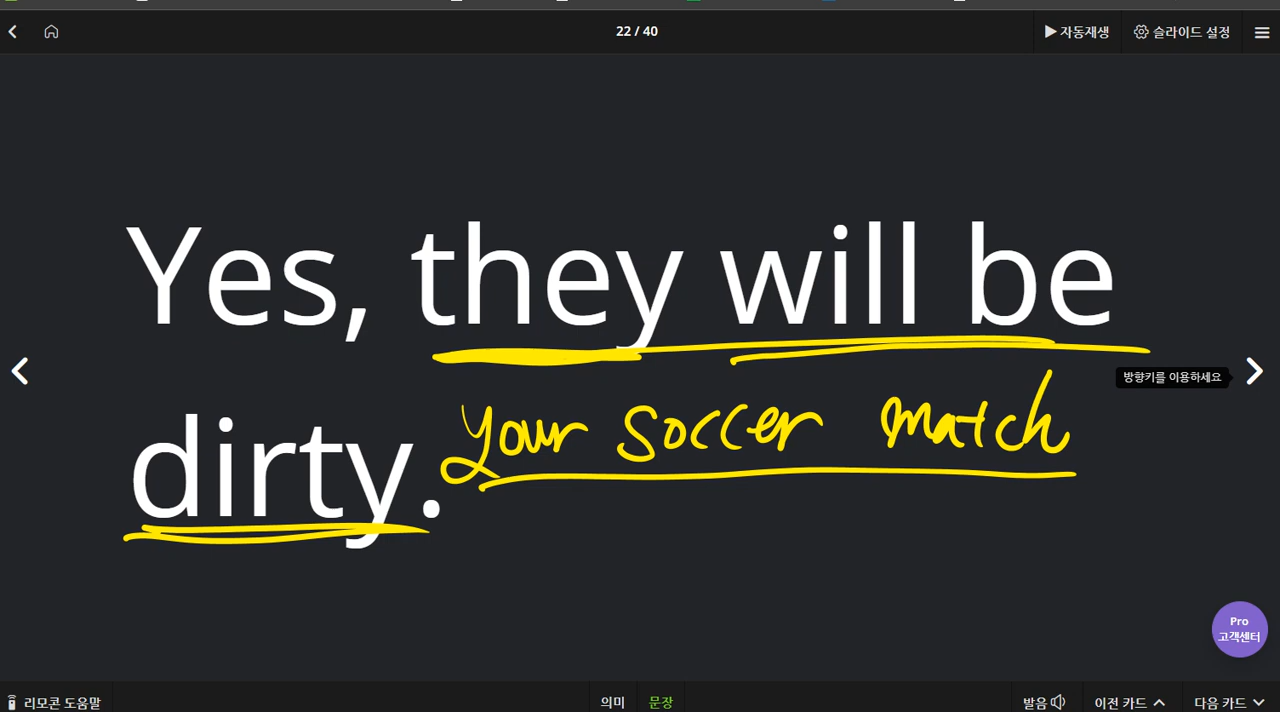 22 / 40
자동재생
슬라이드 설정
Yes, they will be
방향키를 이용하세요
your soccer match
dirty.
Pro
고객센터
리모콘 도움말
의미
문장
발음
이전 카드
다음 카드